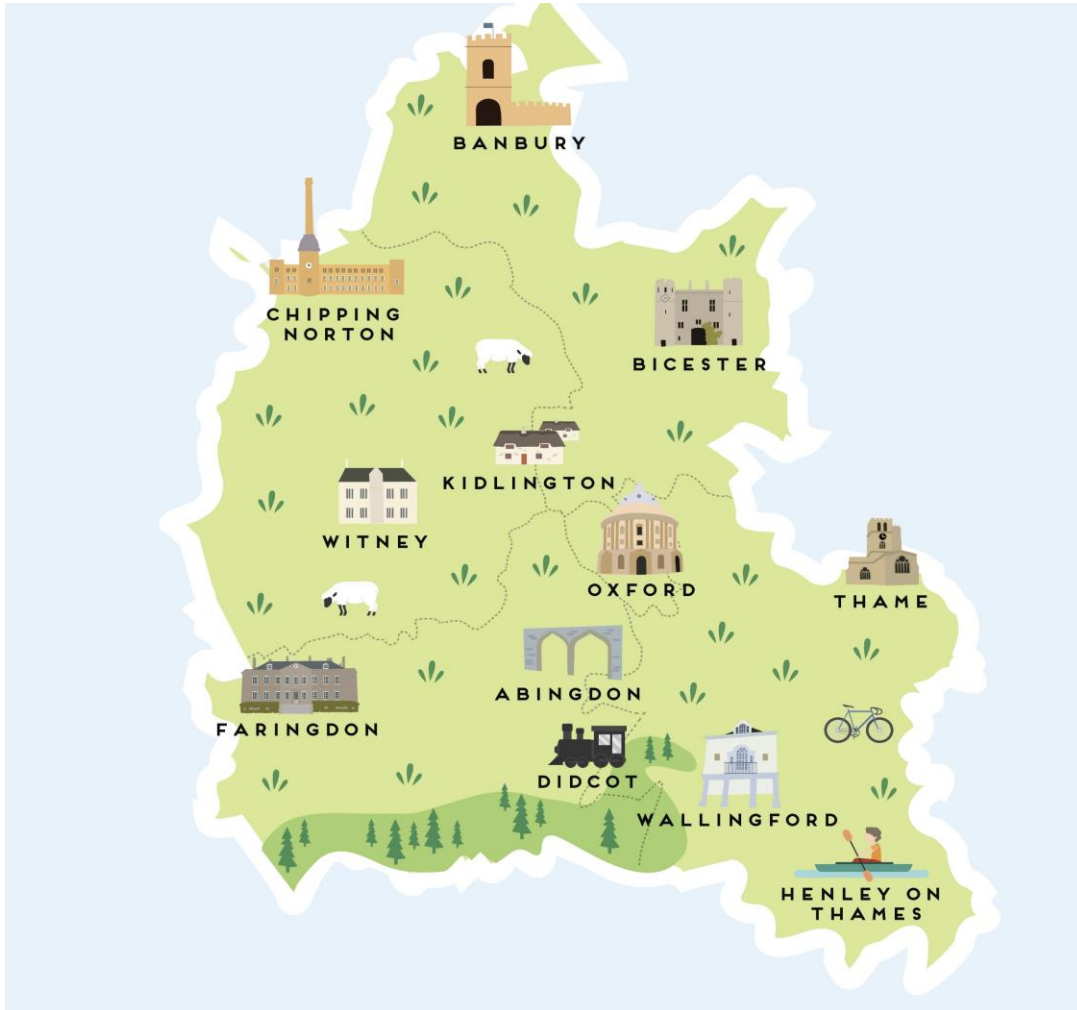 BANBURY
CHIPPING
NORTON
BICESTER
KIDLINGTON
WITNEY
OXFORD
THAME
ABINGDON
FARINGDON
DIDCOT
WALLINGFORD
HENLEY ON
THAMES